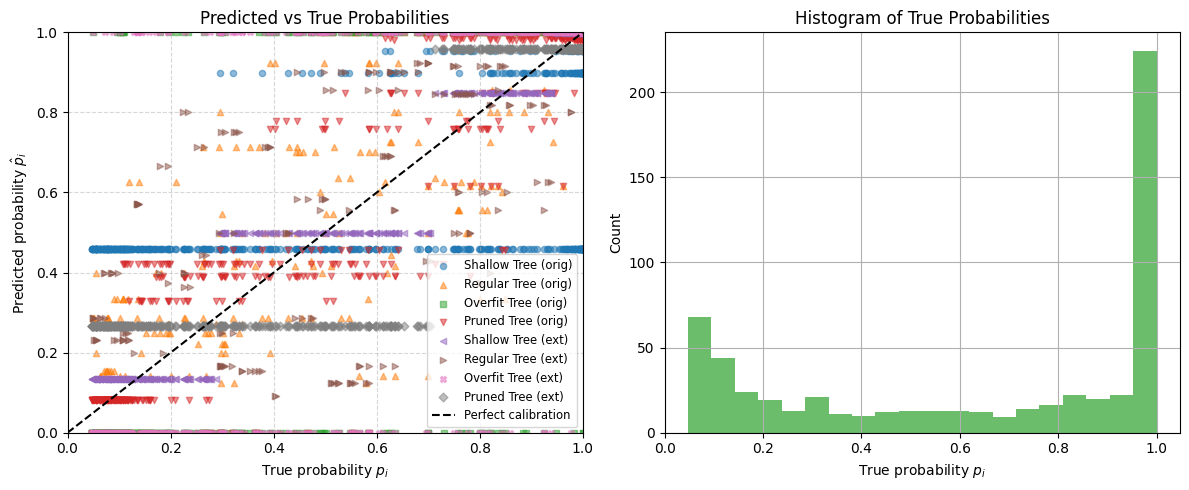 Predicted vs True Probabilities
1.0
0.8
0.6
0.4
0.2
0.0
Predicted probability p̂ᵢ
Shallow Tree (orig)
Regular Tree (orig)
Overfit Tree (orig)
Pruned Tree (orig)
Shallow Tree (ext)
Regular Tree (ext)
Overfit Tree (ext)
Pruned Tree (ext)
Perfect calibration
0.0 0.2 0.4 0.6 0.8 1.0
True probability pᵢ
Histogram of True Probabilities
200
150
100
50
0
Count
0.0 0.2 0.4 0.6 0.8 1.0
True probability pᵢ